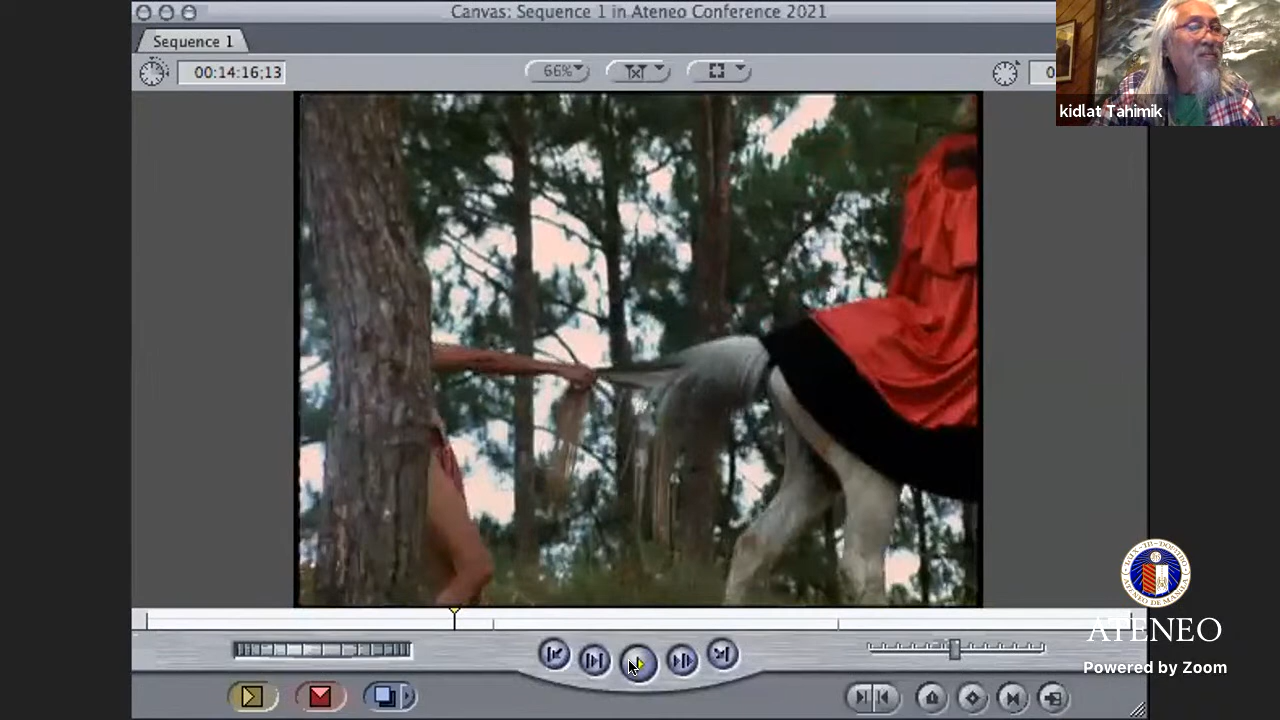 Canvas: Sequence 1 in Ateneo Conference 2021
Sequence 1
00:14:16;13
66%
0
kidlat Tahimik
ATENEO
Powered by Zoom